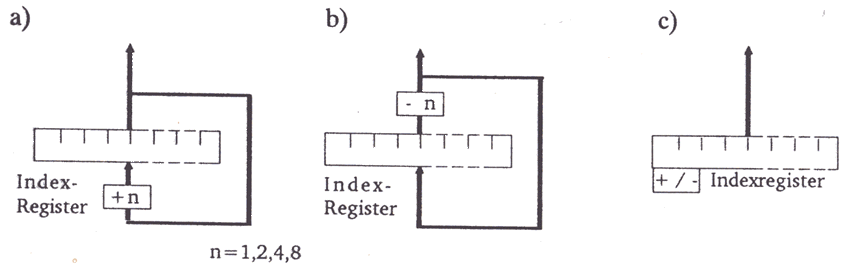 a)
b)
c)
- n
Index-
Register
+n
Index-
Register
+ / -
Indexregister
n=1,2,4,8